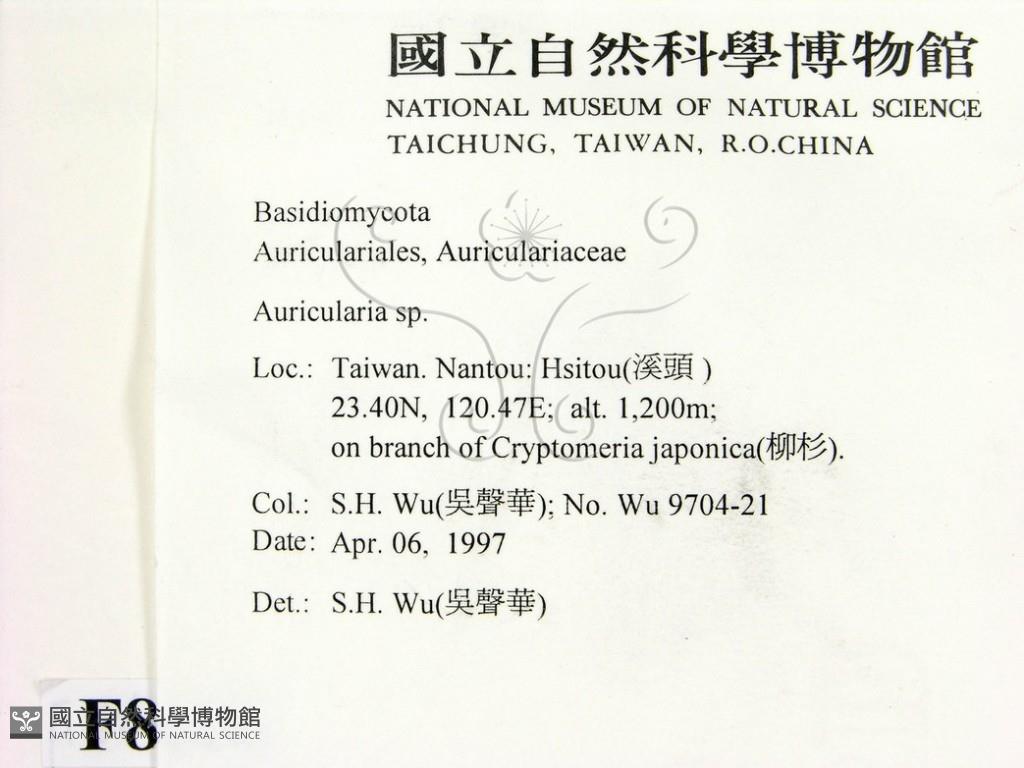 國立自然科學博物館
NATIONAL MUSEUM OF NATURAL SCIENCE
TAICHUNG, TAIWAN, R.O.CHINA
Basidiomycota
Auriculariales, Auriculariaceae
Auricularia sp.
Loc.: Taiwan. Nantou: Hsitou(溪頭 )
23.40N, 120.47E; alt. 1,200m;
on branch of Cryptomeria japonica(柳杉).
Col.: S.H. Wu(吳聲華); No. Wu 9704-21
Date: Apr. 06, 1997
Det.: S.H. Wu(吳聲華)
F8
國立自然科學博物館
NATIONAL MUSEUM OF NATURAL SCIENCE